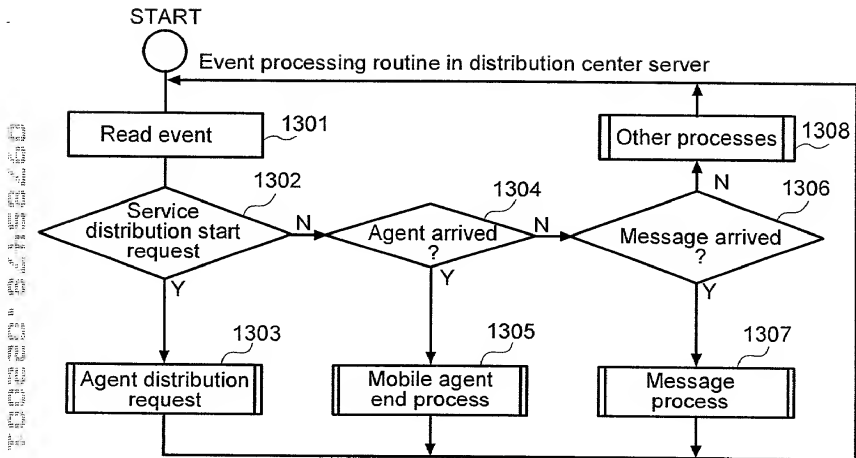 START
Event processing routine in distribution center server
Read event
1301
Other processes
1308
1302
Service
distribution start
request
N
1304
Agent arrived
?
N
N
1306
Message arrived
?
Y
Y
Y
1303
Agent distribution
request
1305
Mobile agent
end process
1307
Message
process